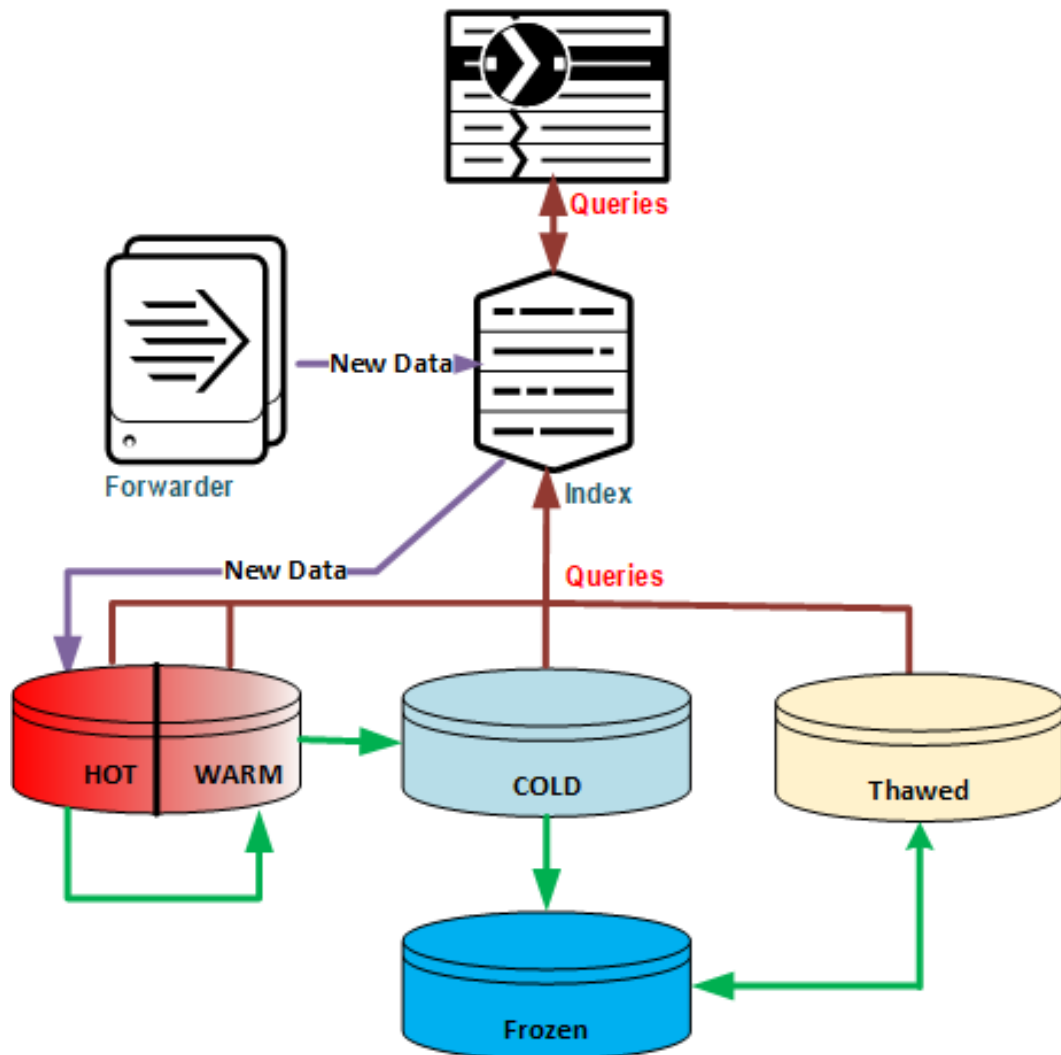 Queries
New Data
Forwarder
Index
New Data
Queries
HOT
WARM
COLD
Thawed
Frozen